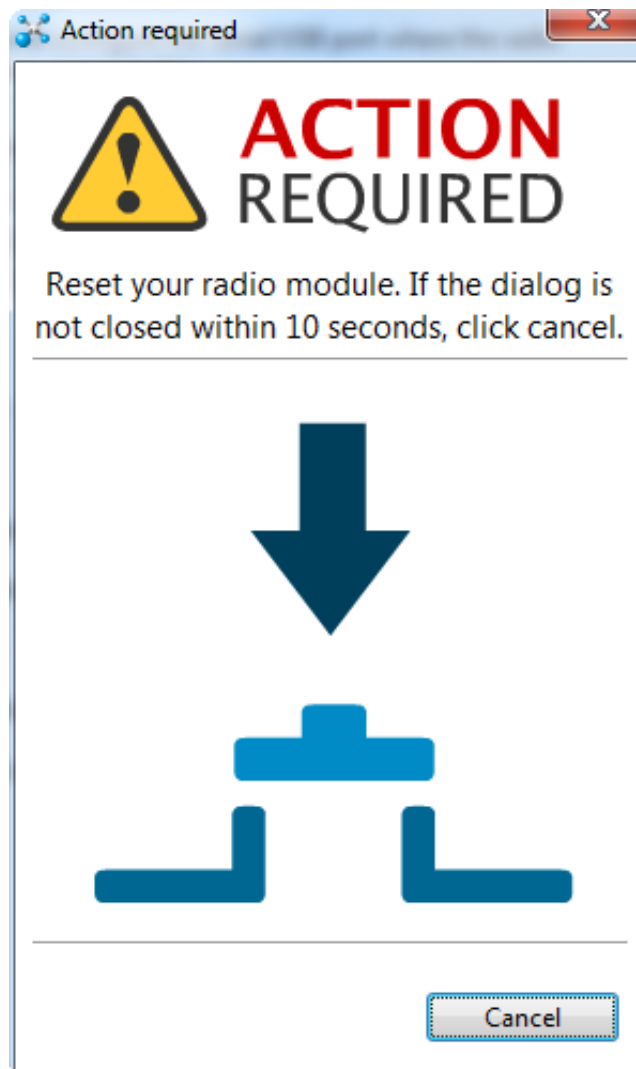 Action required
ACTION
REQUIRED
Reset your radio module. If the dialog is
not closed within 10 seconds, click cancel.
Cancel